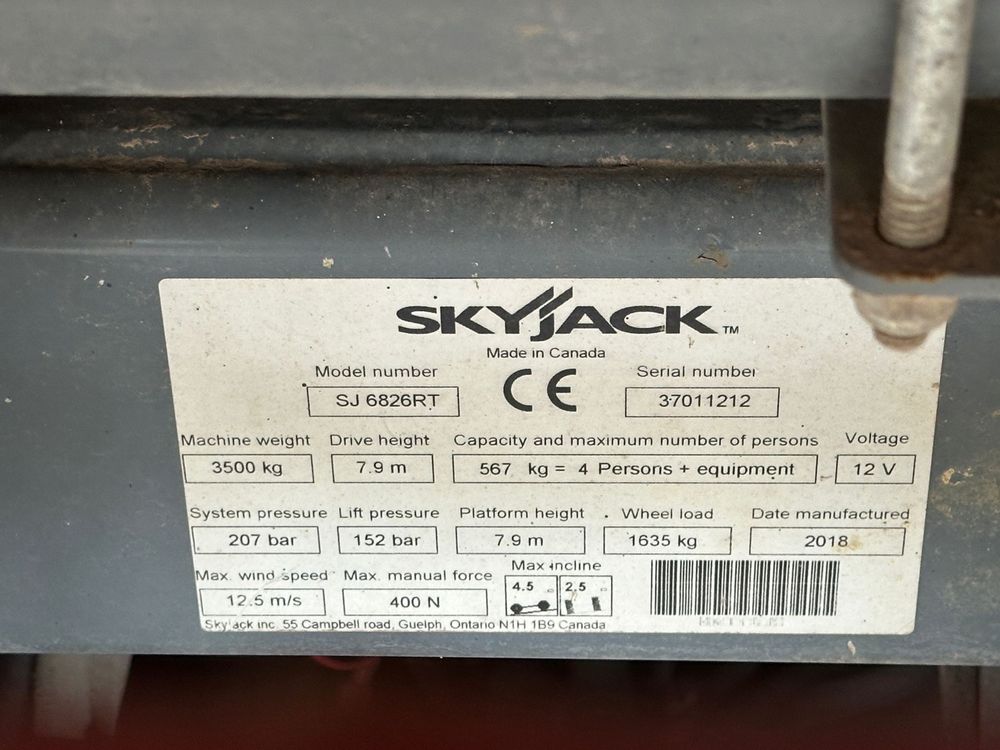 SKYJACK TM
Made in Canada
Model number Serial number
SJ 6826RT CE 37011212
Machine weight Drive height Capacity and maximum number of persons Voltage
3500 kg 7.9 m 567 kg = 4 Persons + equipment 12 V
System pressure Lift pressure Platform height Wheel load Date manufactured
207 bar 152 bar 7.9 m 1635 kg 2018
Max. wind speed Max. manual force Max incline
12.5 m/s 400 N 4.5 ° 2.5 °
Skyjack inc. 55 Campbell road, Guelph, Ontario N1H 1B9 Canada